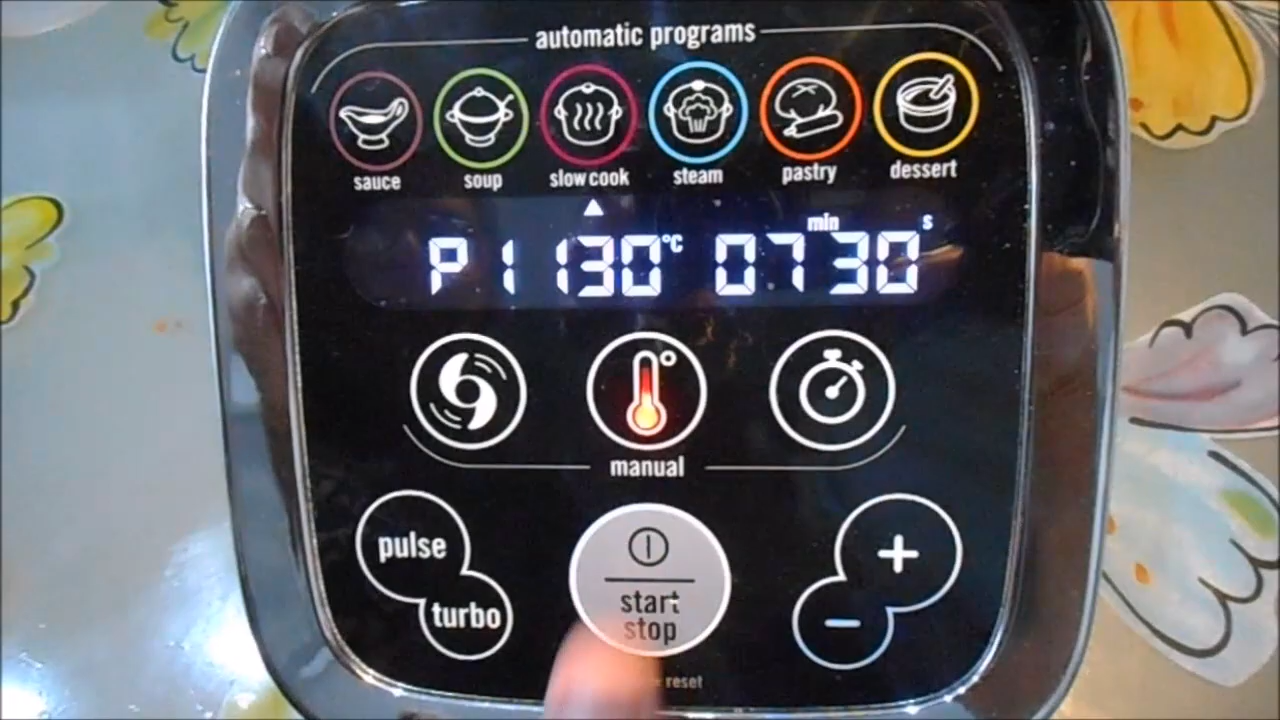 automatic programs
sauce soup slow cook steam pastry dessert
min s
P1 130°C 07 30
manual
pulse
turbo
start
stop
+
-
reset